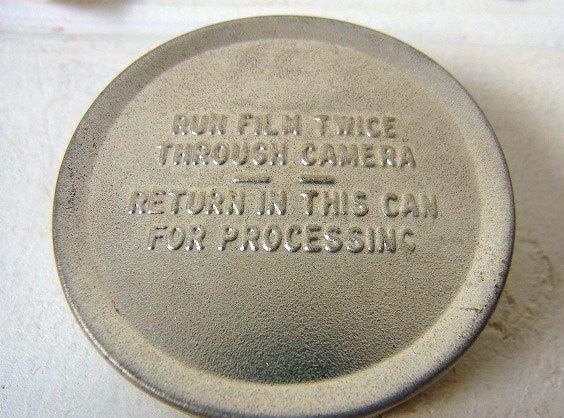 RUN FILM TWICE
THROUGH CAMERA
— —
RETURN IN THIS CAN
FOR PROCESSING